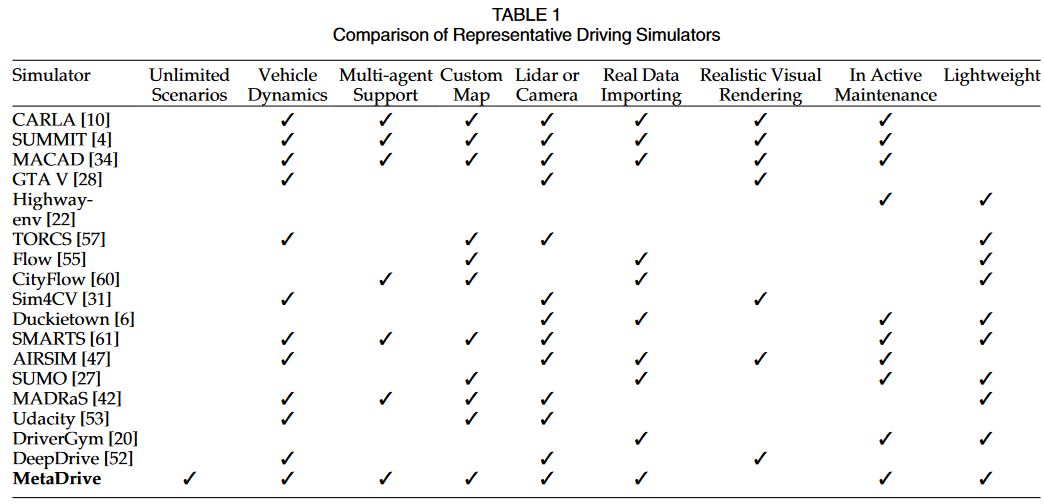 TABLE 1
Comparison of Representative Driving Simulators
Simulator Unlimited Vehicle Multi-agent Custom Lidar or Real Data Realistic Visual In Active Lightweight
Scenarios Dynamics Support Map Camera Importing Rendering Maintenance
CARLA [10] ✓ ✓ ✓ ✓ ✓ ✓ ✓
SUMMIT [4] ✓ ✓ ✓ ✓ ✓ ✓ ✓
MACAD [34] ✓ ✓ ✓ ✓ ✓ ✓ ✓
GTA V [28] ✓ ✓ ✓
Highway- ✓ ✓
env [22]
TORCS [57] ✓ ✓ ✓ ✓
Flow [55] ✓ ✓ ✓
CityFlow [60] ✓ ✓ ✓ ✓
Sim4CV [31] ✓ ✓ ✓
Duckietown [6] ✓ ✓ ✓ ✓
SMARTS [61] ✓ ✓ ✓ ✓ ✓ ✓
AIRSIM [47] ✓ ✓ ✓ ✓ ✓
SUMO [27] ✓ ✓ ✓ ✓
MADRaS [42] ✓ ✓ ✓ ✓ ✓
Udacity [53] ✓ ✓ ✓
DriverGym [20] ✓ ✓ ✓
DeepDrive [52] ✓ ✓ ✓
MetaDrive ✓ ✓ ✓ ✓ ✓ ✓ ✓ ✓